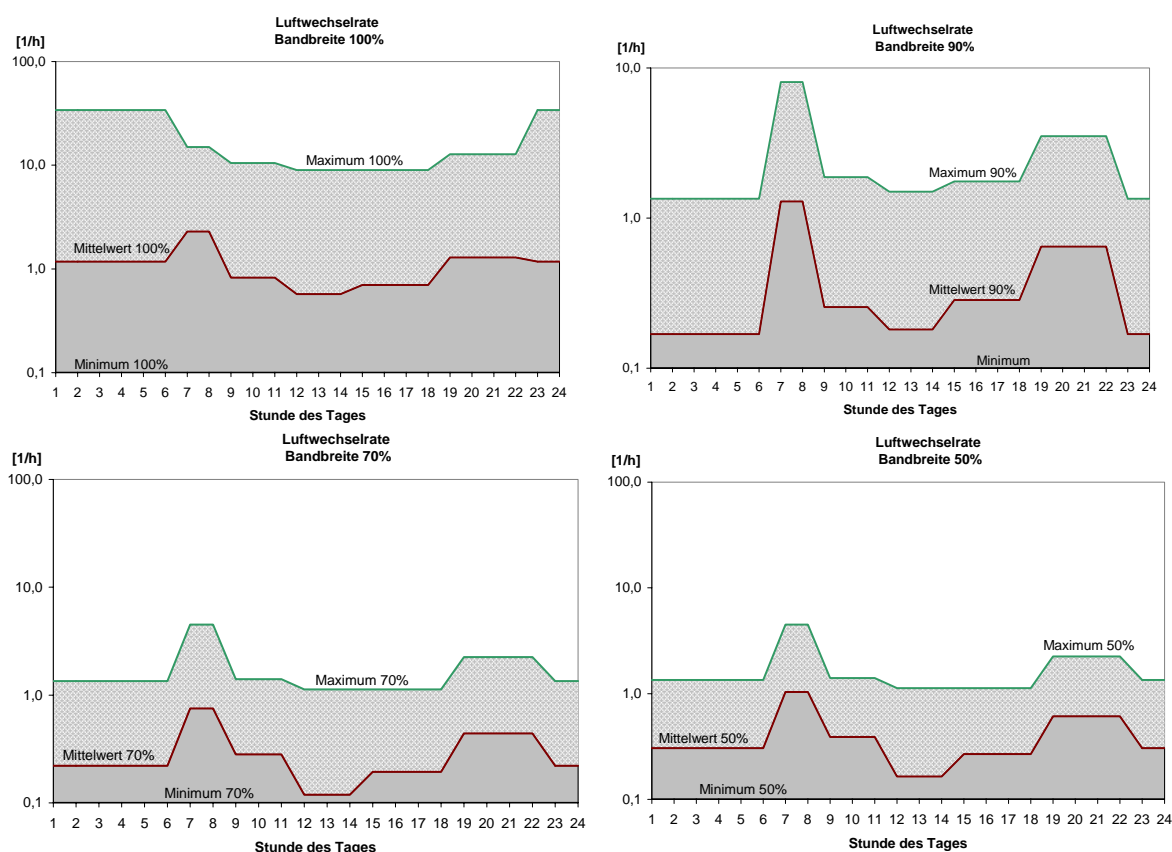 Luftwechselrate
Bandbreite 100%
[1/h]
100,0
10,0
1,0
0,1
Maximum 100%
Mittelwert 100%
Minimum 100%
1 2 3 4 5 6 7 8 9 10 11 12 13 14 15 16 17 18 19 20 21 22 23 24
Stunde des Tages
Luftwechselrate
Bandbreite 90%
[1/h]
10,0
1,0
0,1
Maximum 90%
Mittelwert 90%
Minimum
1 2 3 4 5 6 7 8 9 10 11 12 13 14 15 16 17 18 19 20 21 22 23 24
Stunde des Tages
Luftwechselrate
Bandbreite 70%
[1/h]
100,0
10,0
1,0
0,1
Maximum 70%
Mittelwert 70%
Minimum 70%
1 2 3 4 5 6 7 8 9 10 11 12 13 14 15 16 17 18 19 20 21 22 23 24
Stunde des Tages
Luftwechselrate
Bandbreite 50%
[1/h]
100,0
10,0
1,0
0,1
Maximum 50%
Mittelwert 50%
Minimum 50%
1 2 3 4 5 6 7 8 9 10 11 12 13 14 15 16 17 18 19 20 21 22 23 24
Stunde des Tages